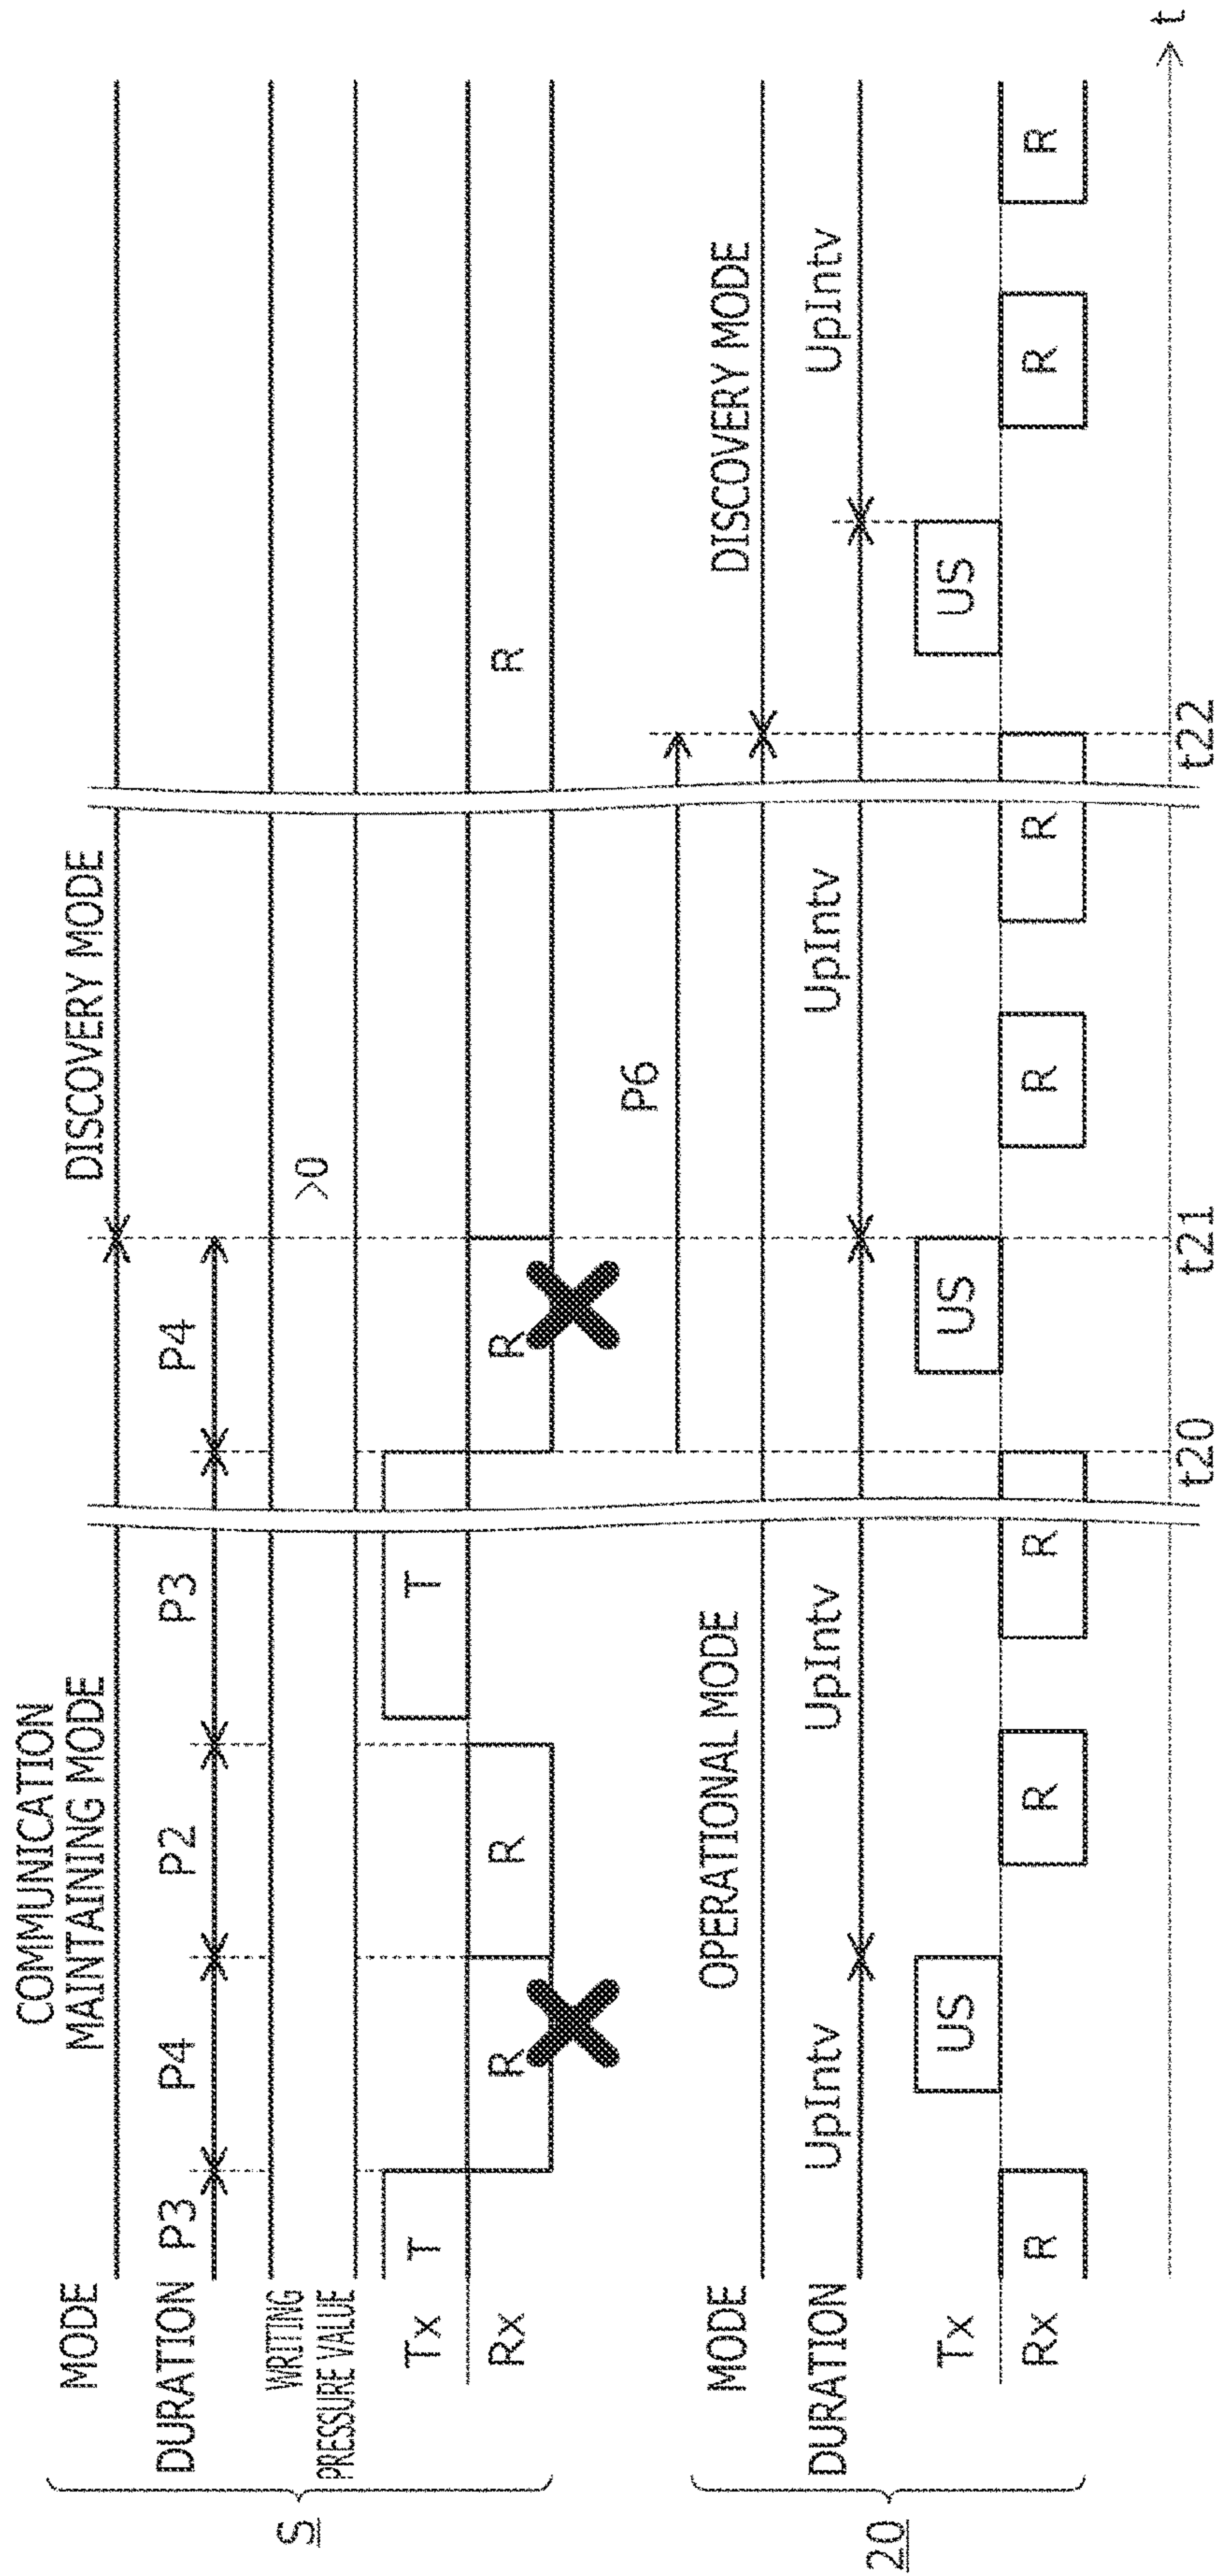 COMMUNICATION
MAINTAINING MODE
DISCOVERY MODE
MODE
DURATION
P3
P4
P2
P3
P4
WRITING
PRESSURE VALUE
>0
S
Tx
T
T
Rx
R
R
R
R
P6
MODE
OPERATIONAL MODE
DISCOVERY MODE
DURATION
UpIntv
UpIntv
UpIntv
UpIntv
20
Tx
US
US
US
Rx
R
R
R
R
R
R
R
t20
t21
t22
t